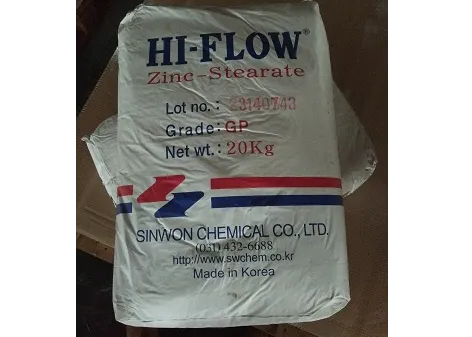 HI-FLOW®
Zinc-Stearate
Lot no.: 23140743
Grade: GP
Net wt.: 20Kg
SINWON CHEMICAL CO., LTD.
(031) 432-6688
http://www.swchem.co.kr
Made in Korea